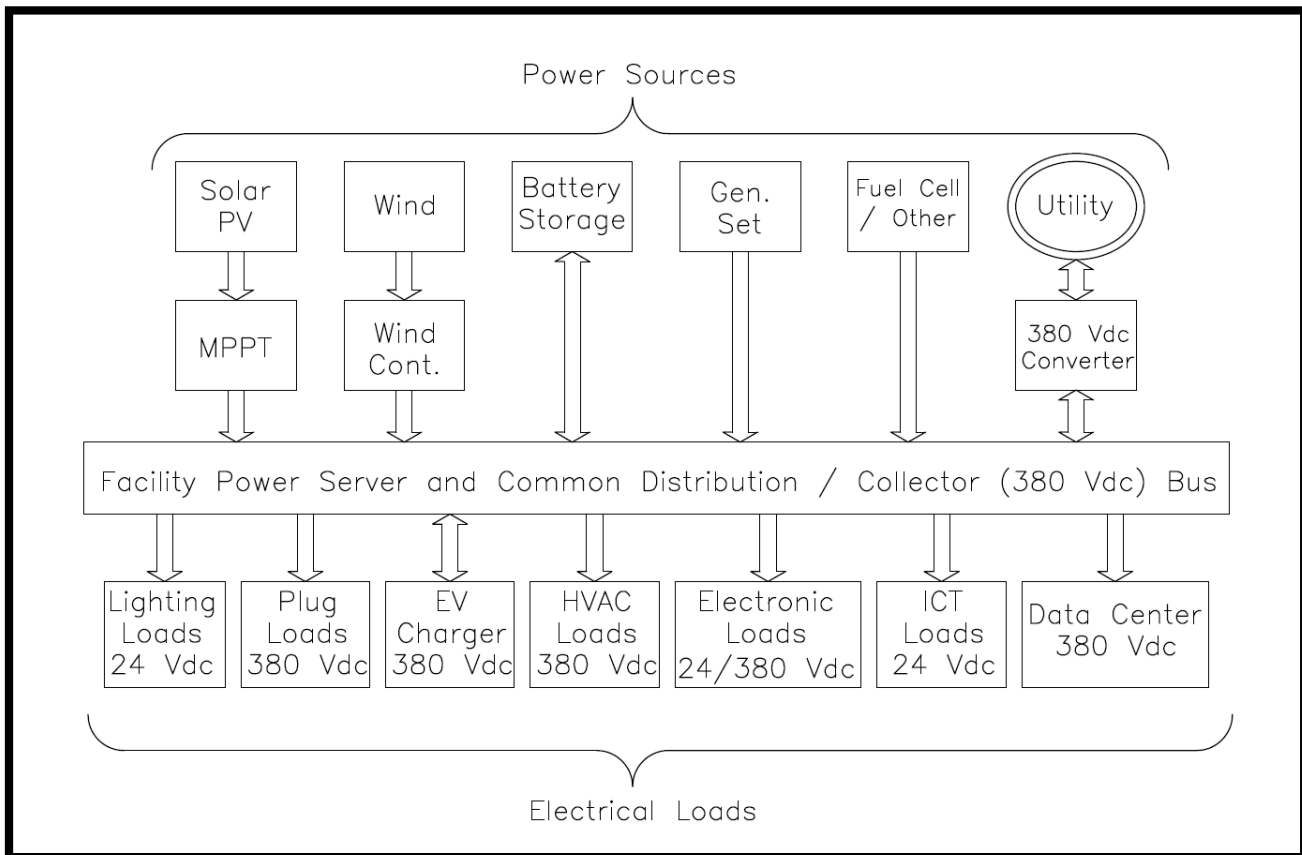 Power Sources
Solar
PV
Wind
Battery
Storage
Gen.
Set
Fuel Cell
/ Other
Utility
MPPT
Wind
Cont.
380 Vdc
Converter
Facility Power Server and Common Distribution / Collector (380 Vdc) Bus
Lighting
Loads
24 Vdc
Plug
Loads
380 Vdc
EV
Charger
380 Vdc
HVAC
Loads
380 Vdc
Electronic
Loads
24/380 Vdc
ICT
Loads
24 Vdc
Data Center
380 Vdc
Electrical Loads